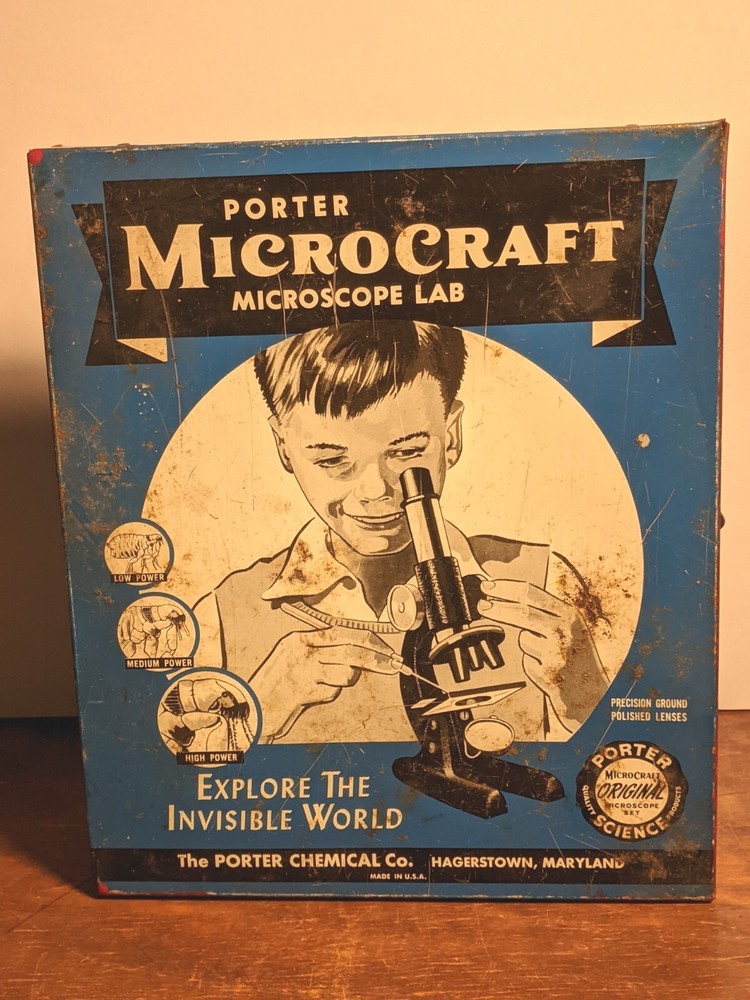 PORTER
MICROCRAFT
MICROSCOPE LAB
LOW POWER
MEDIUM POWER
HIGH POWER
PRECISION GROUND
POLISHED LENSES
EXPLORE THE
INVISIBLE WORLD
PORTER
MICROCRAFT
ORIGINAL
MICROSCOPE
SET
QUALITY
PRODUCTS
SCIENCE
The PORTER CHEMICAL Co. HAGERSTOWN, MARYLAND
MADE IN U.S.A.